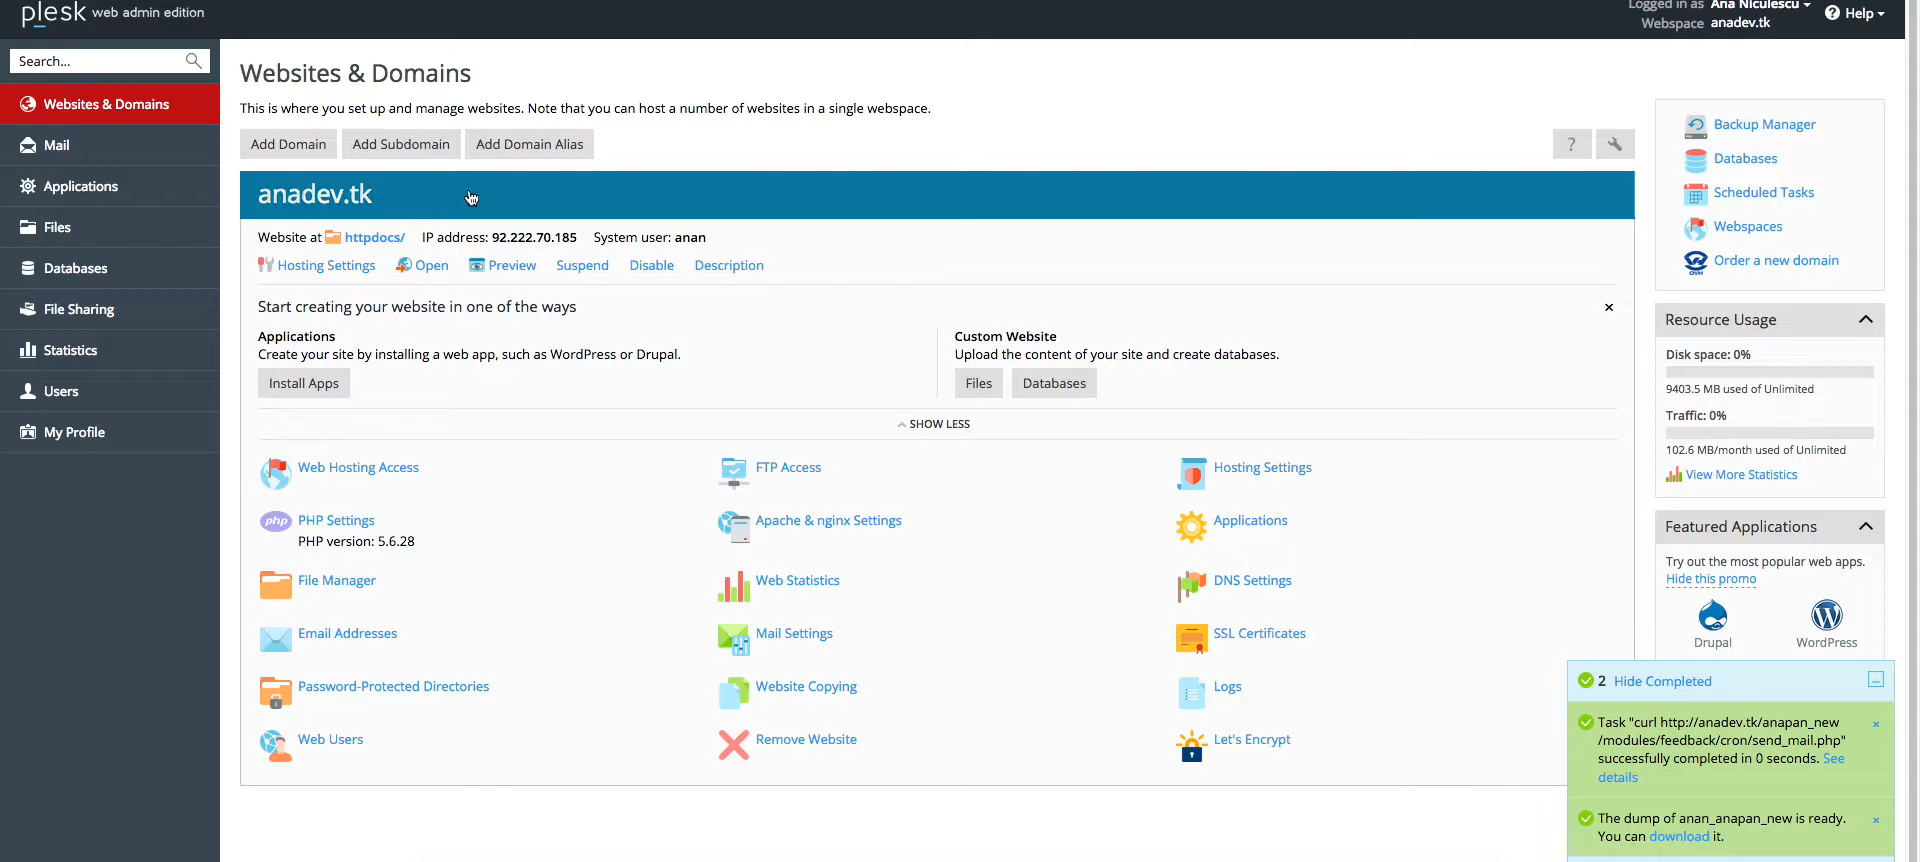 plesk web admin edition
Logged in as Ana Niculescu
Webspace anadev.tk
Help
Search...
Websites & Domains
Mail
Applications
Files
Databases
File Sharing
Statistics
Users
My Profile
Websites & Domains
This is where you set up and manage websites. Note that you can host a number of websites in a single webspace.
Add Domain Add Subdomain Add Domain Alias
?
anadev.tk
Website at httpdocs/ IP address: 92.222.70.185 System user: anan
Hosting Settings Open Preview Suspend Disable Description
Start creating your website in one of the ways
Applications
Create your site by installing a web app, such as WordPress or Drupal.
Install Apps
Custom Website
Upload the content of your site and create databases.
Files Databases
SHOW LESS
Web Hosting Access FTP Access Hosting Settings
php PHP Settings Apache & nginx Settings Applications
PHP version: 5.6.28
File Manager Web Statistics DNS Settings
Email Addresses Mail Settings SSL Certificates
Password-Protected Directories Website Copying Logs
Web Users Remove Website Let's Encrypt
Backup Manager
Databases
Scheduled Tasks
Webspaces
OVH Order a new domain
Resource Usage
Disk space: 0%
9403.5 MB used of Unlimited
Traffic: 0%
102.6 MB/month used of Unlimited
View More Statistics
Featured Applications
Try out the most popular web apps.
Hide this promo
Drupal WordPress
2 Hide Completed
Task "curl http://anadev.tk/anapan_new
/modules/feedback/cron/send_mail.php"
successfully completed in 0 seconds. See
details
The dump of anan_anapan_new is ready.
You can download it.